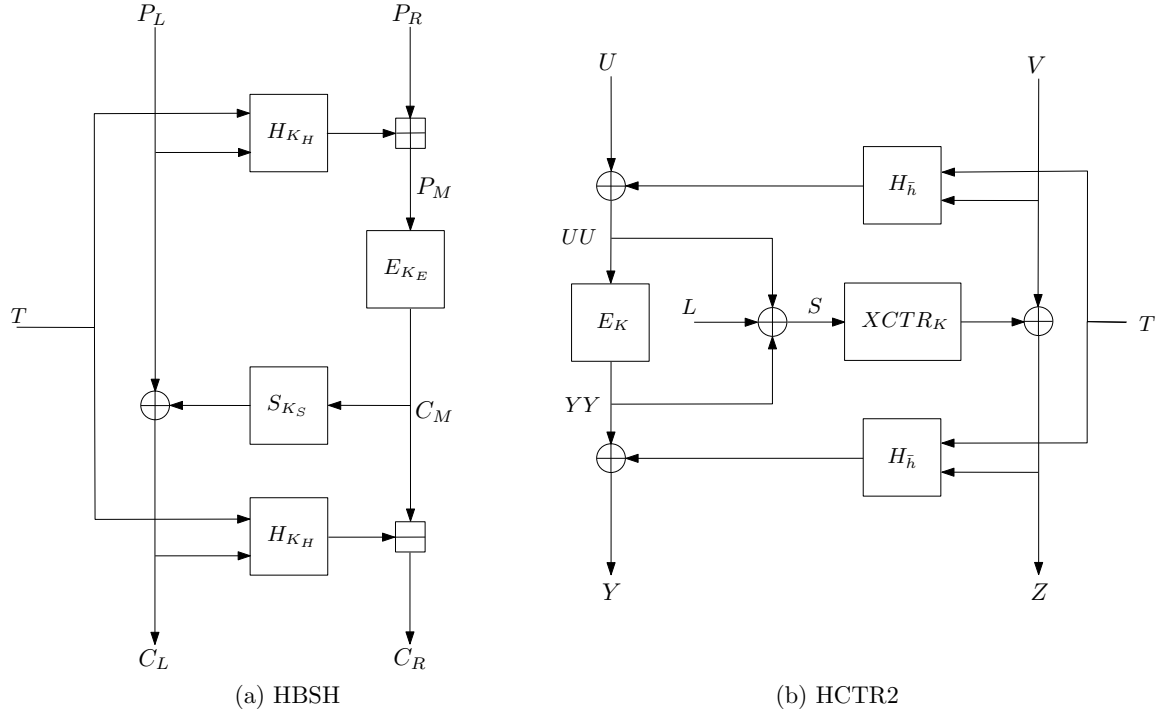 P_L
P_R
H_{K_H}
P_M
E_{K_E}
T
S_{K_S}
C_M
H_{K_H}
C_L
C_R
(a) HBSH
U
V
H_{\bar{h}}
UU
E_K
L
S
XCTR_K
T
YY
H_{\bar{h}}
Y
Z
(b) HCTR2